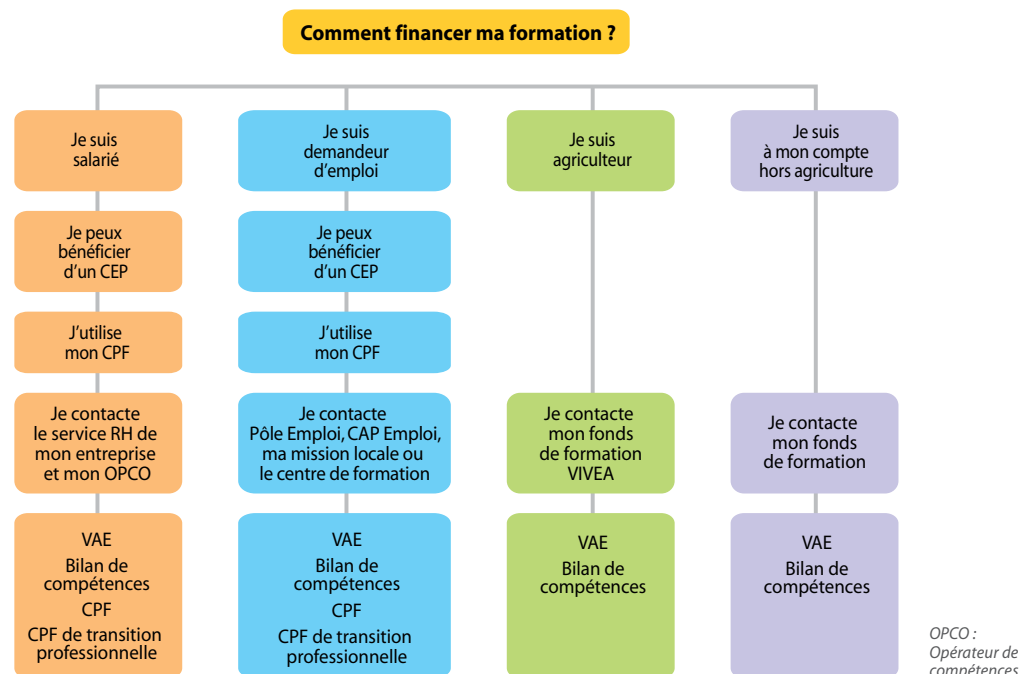 Comment financer ma formation ?
Je suis
salarié
Je suis
demandeur
d'emploi
Je suis
agriculteur
Je suis
à mon compte
hors agriculture
Je peux
bénéficier
d'un CEP
Je peux
bénéficier
d'un CEP
J'utilise
mon CPF
J'utilise
mon CPF
Je contacte
le service RH de
mon entreprise
et mon OPCO
Je contacte
Pôle Emploi, CAP Emploi,
ma mission locale ou
le centre de formation
Je contacte
mon fonds
de formation
VIVEA
Je contacte
mon fonds
de formation
VAE
Bilan de
compétences
CPF
CPF de transition
professionnelle
VAE
Bilan de
compétences
CPF
CPF de transition
professionnelle
VAE
Bilan de
compétences
VAE
Bilan de
compétences
OPCO :
Opérateur de
compétences